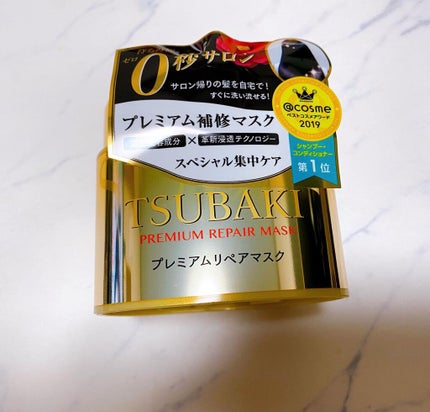 ゼロ
0秒サロン
サロン帰りの髪を自宅で!
すぐに洗い流せる!
プレミアム補修マスク
成分×革新浸透テクノロジー
スペシャル集中ケア
@cosme
ベストコスメアワード
2019
シャンプー・
コンディショナー
第1位
TSUBAKI
PREMIUM REPAIR MASK
プレミアムリペアマスク